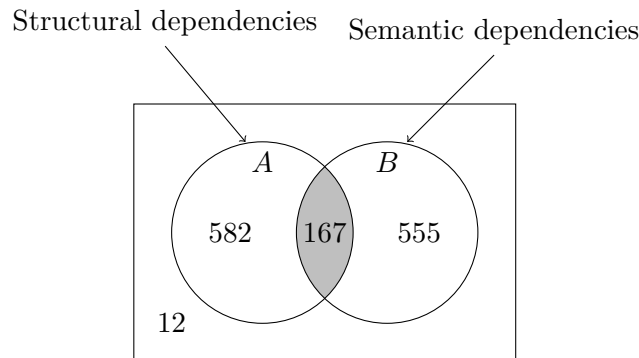 Structural dependencies
Semantic dependencies
A
B
582
167
555
12